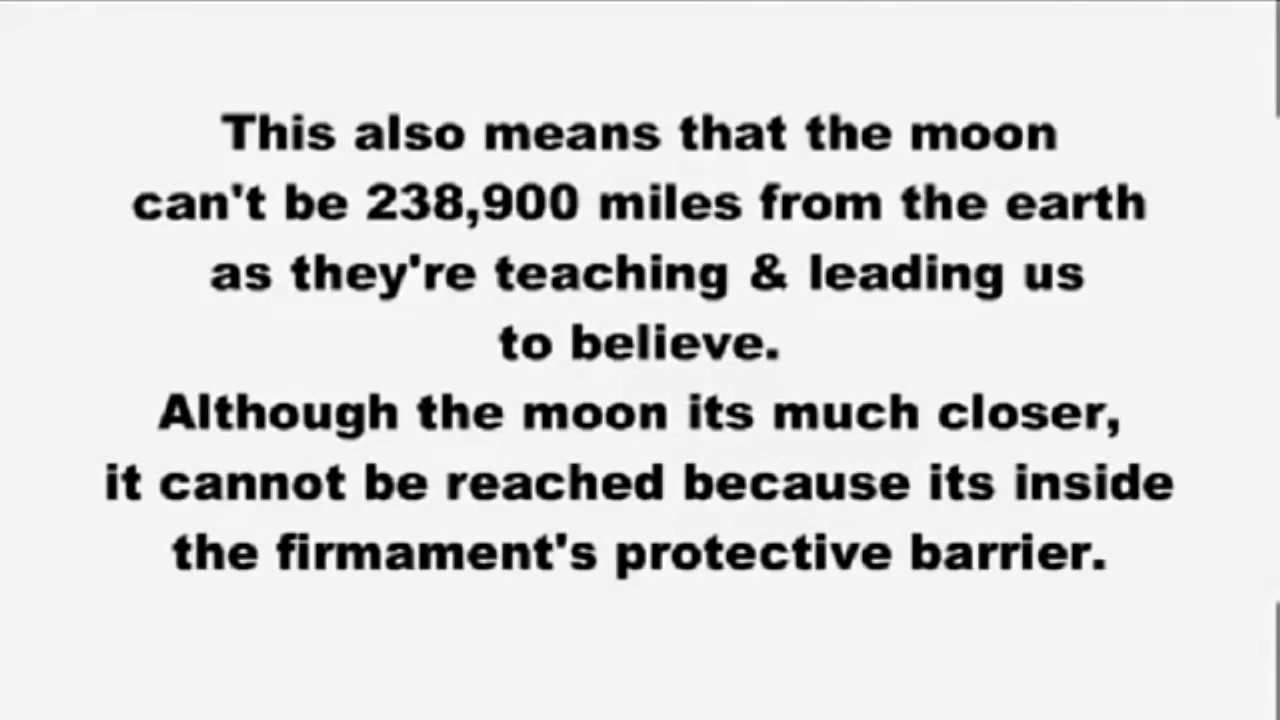 This also means that the moon
can't be 238,900 miles from the earth
as they're teaching & leading us
to believe.
Although the moon its much closer,
it cannot be reached because its inside
the firmament's protective barrier.